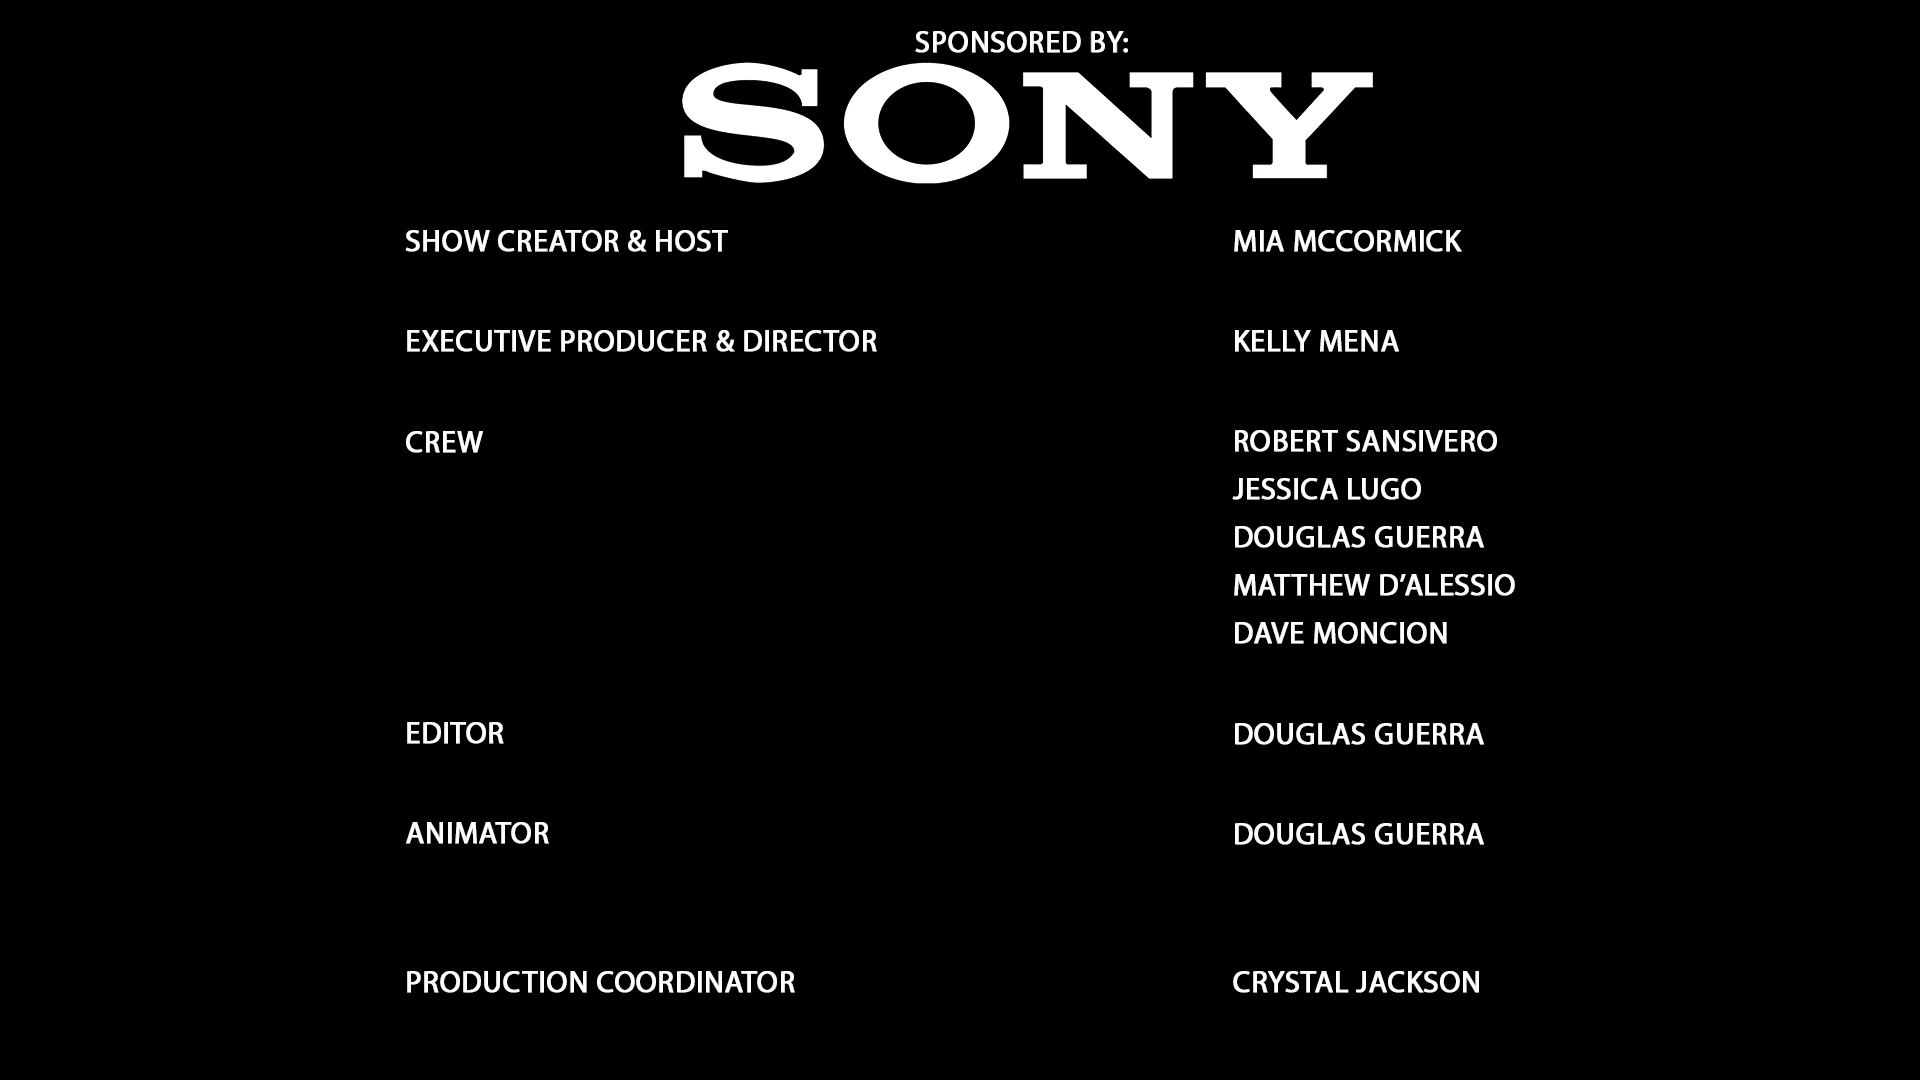 SPONSORED BY:
SONY
SHOW CREATOR & HOST MIA MCCORMICK
EXECUTIVE PRODUCER & DIRECTOR KELLY MENA
CREW ROBERT SANSIVERO
JESSICA LUGO
DOUGLAS GUERRA
MATTHEW D’ALESSIO
DAVE MONCION
EDITOR DOUGLAS GUERRA
ANIMATOR DOUGLAS GUERRA
PRODUCTION COORDINATOR CRYSTAL JACKSON